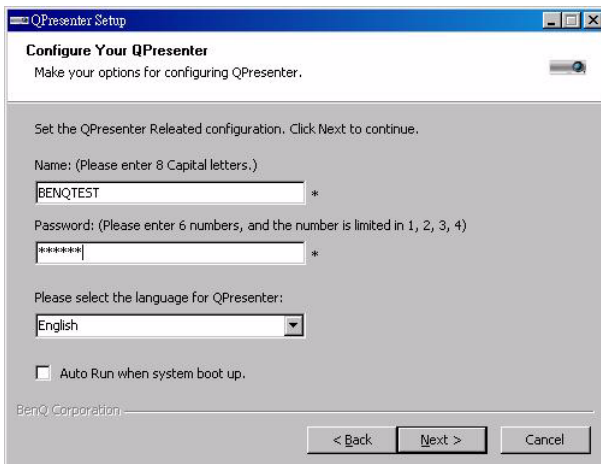 QPresenter Setup
Configure Your QPresenter
Make your options for configuring QPresenter.
Set the QPresenter Releated configuration. Click Next to continue.
Name: (Please enter 8 Capital letters.)
BENQTEST *
Password: (Please enter 6 numbers, and the number is limited in 1, 2, 3, 4)
****** *
Please select the language for QPresenter:
English
Auto Run when system boot up.
BenQ Corporation
< Back Next > Cancel